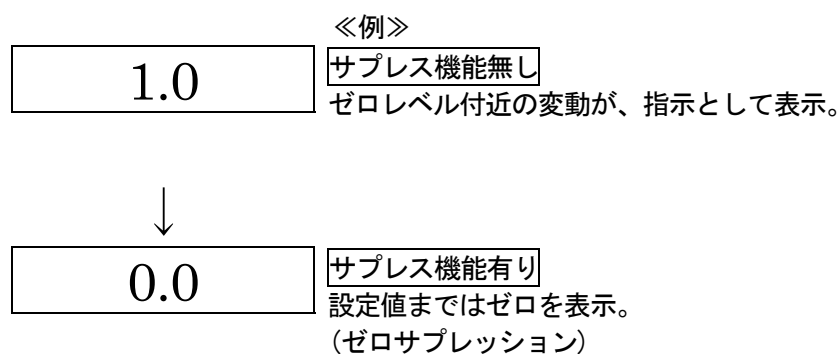 ≪例≫
1.0
サプレス機能無し
ゼロレベル付近の変動が、指示として表示。
↓
0.0
サプレス機能有り
設定値まではゼロを表示。
(ゼロサプレッション)